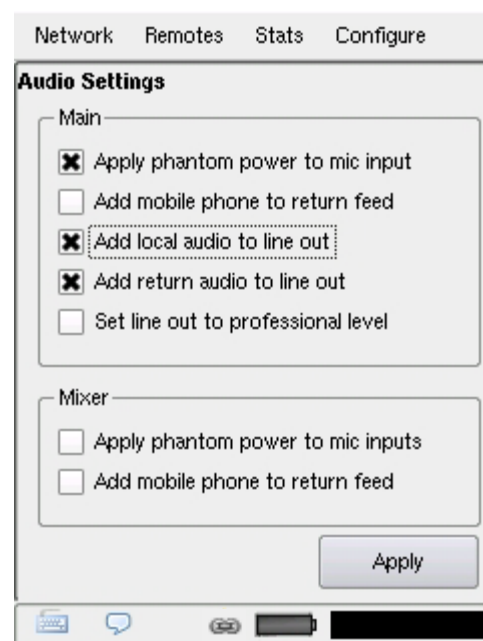 Network Remotes Stats Configure
Audio Settings
Main
Apply phantom power to mic input
Add mobile phone to return feed
Add local audio to line out
Add return audio to line out
Set line out to professional level
Mixer
Apply phantom power to mic inputs
Add mobile phone to return feed
Apply